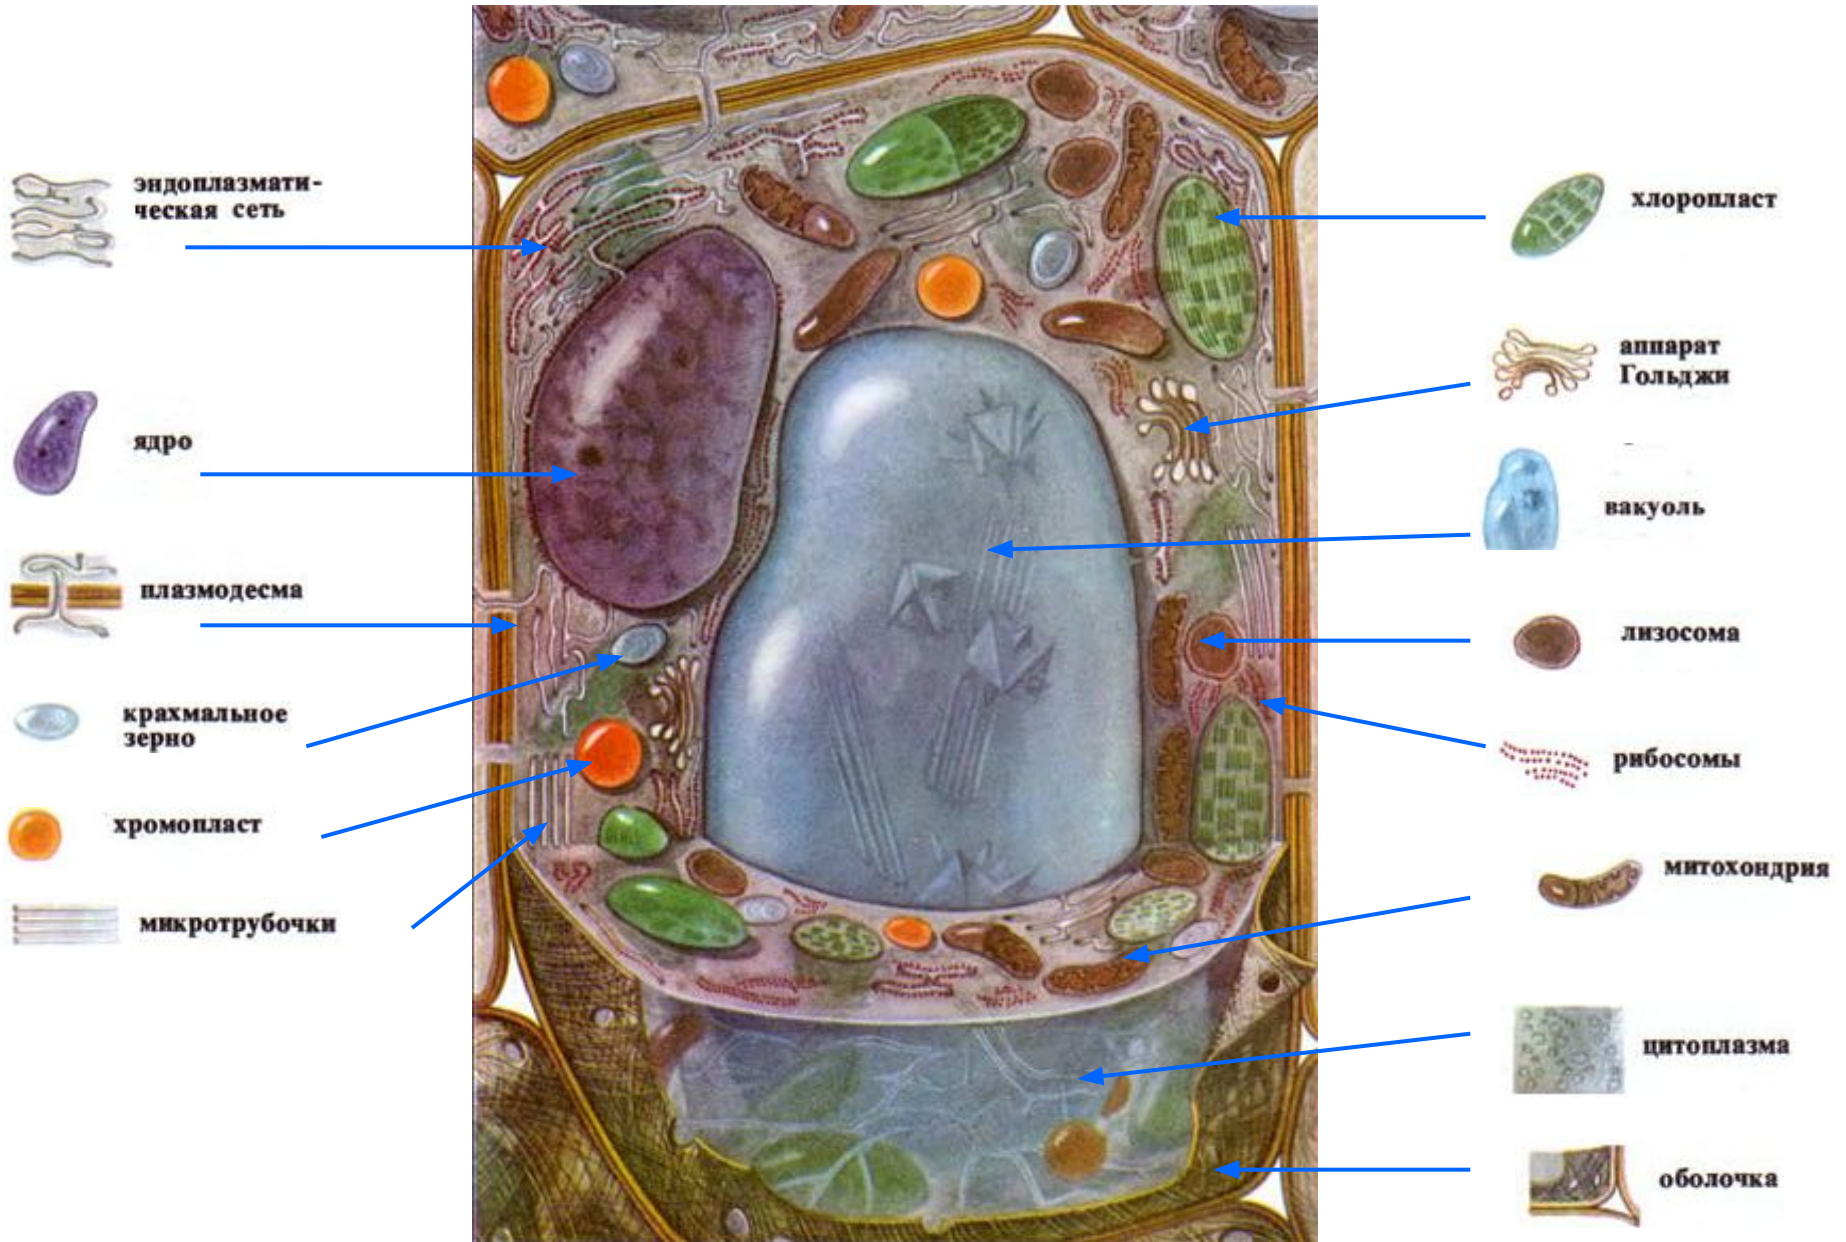 эндоплазмати-
ческая сеть
ядро
плазмодесма
крахмальное
зерно
хромопласт
микротрубочки
хлоропласт
аппарат
Гольджи
вакуоль
лизосома
рибосомы
митохондрия
цитоплазма
оболочка